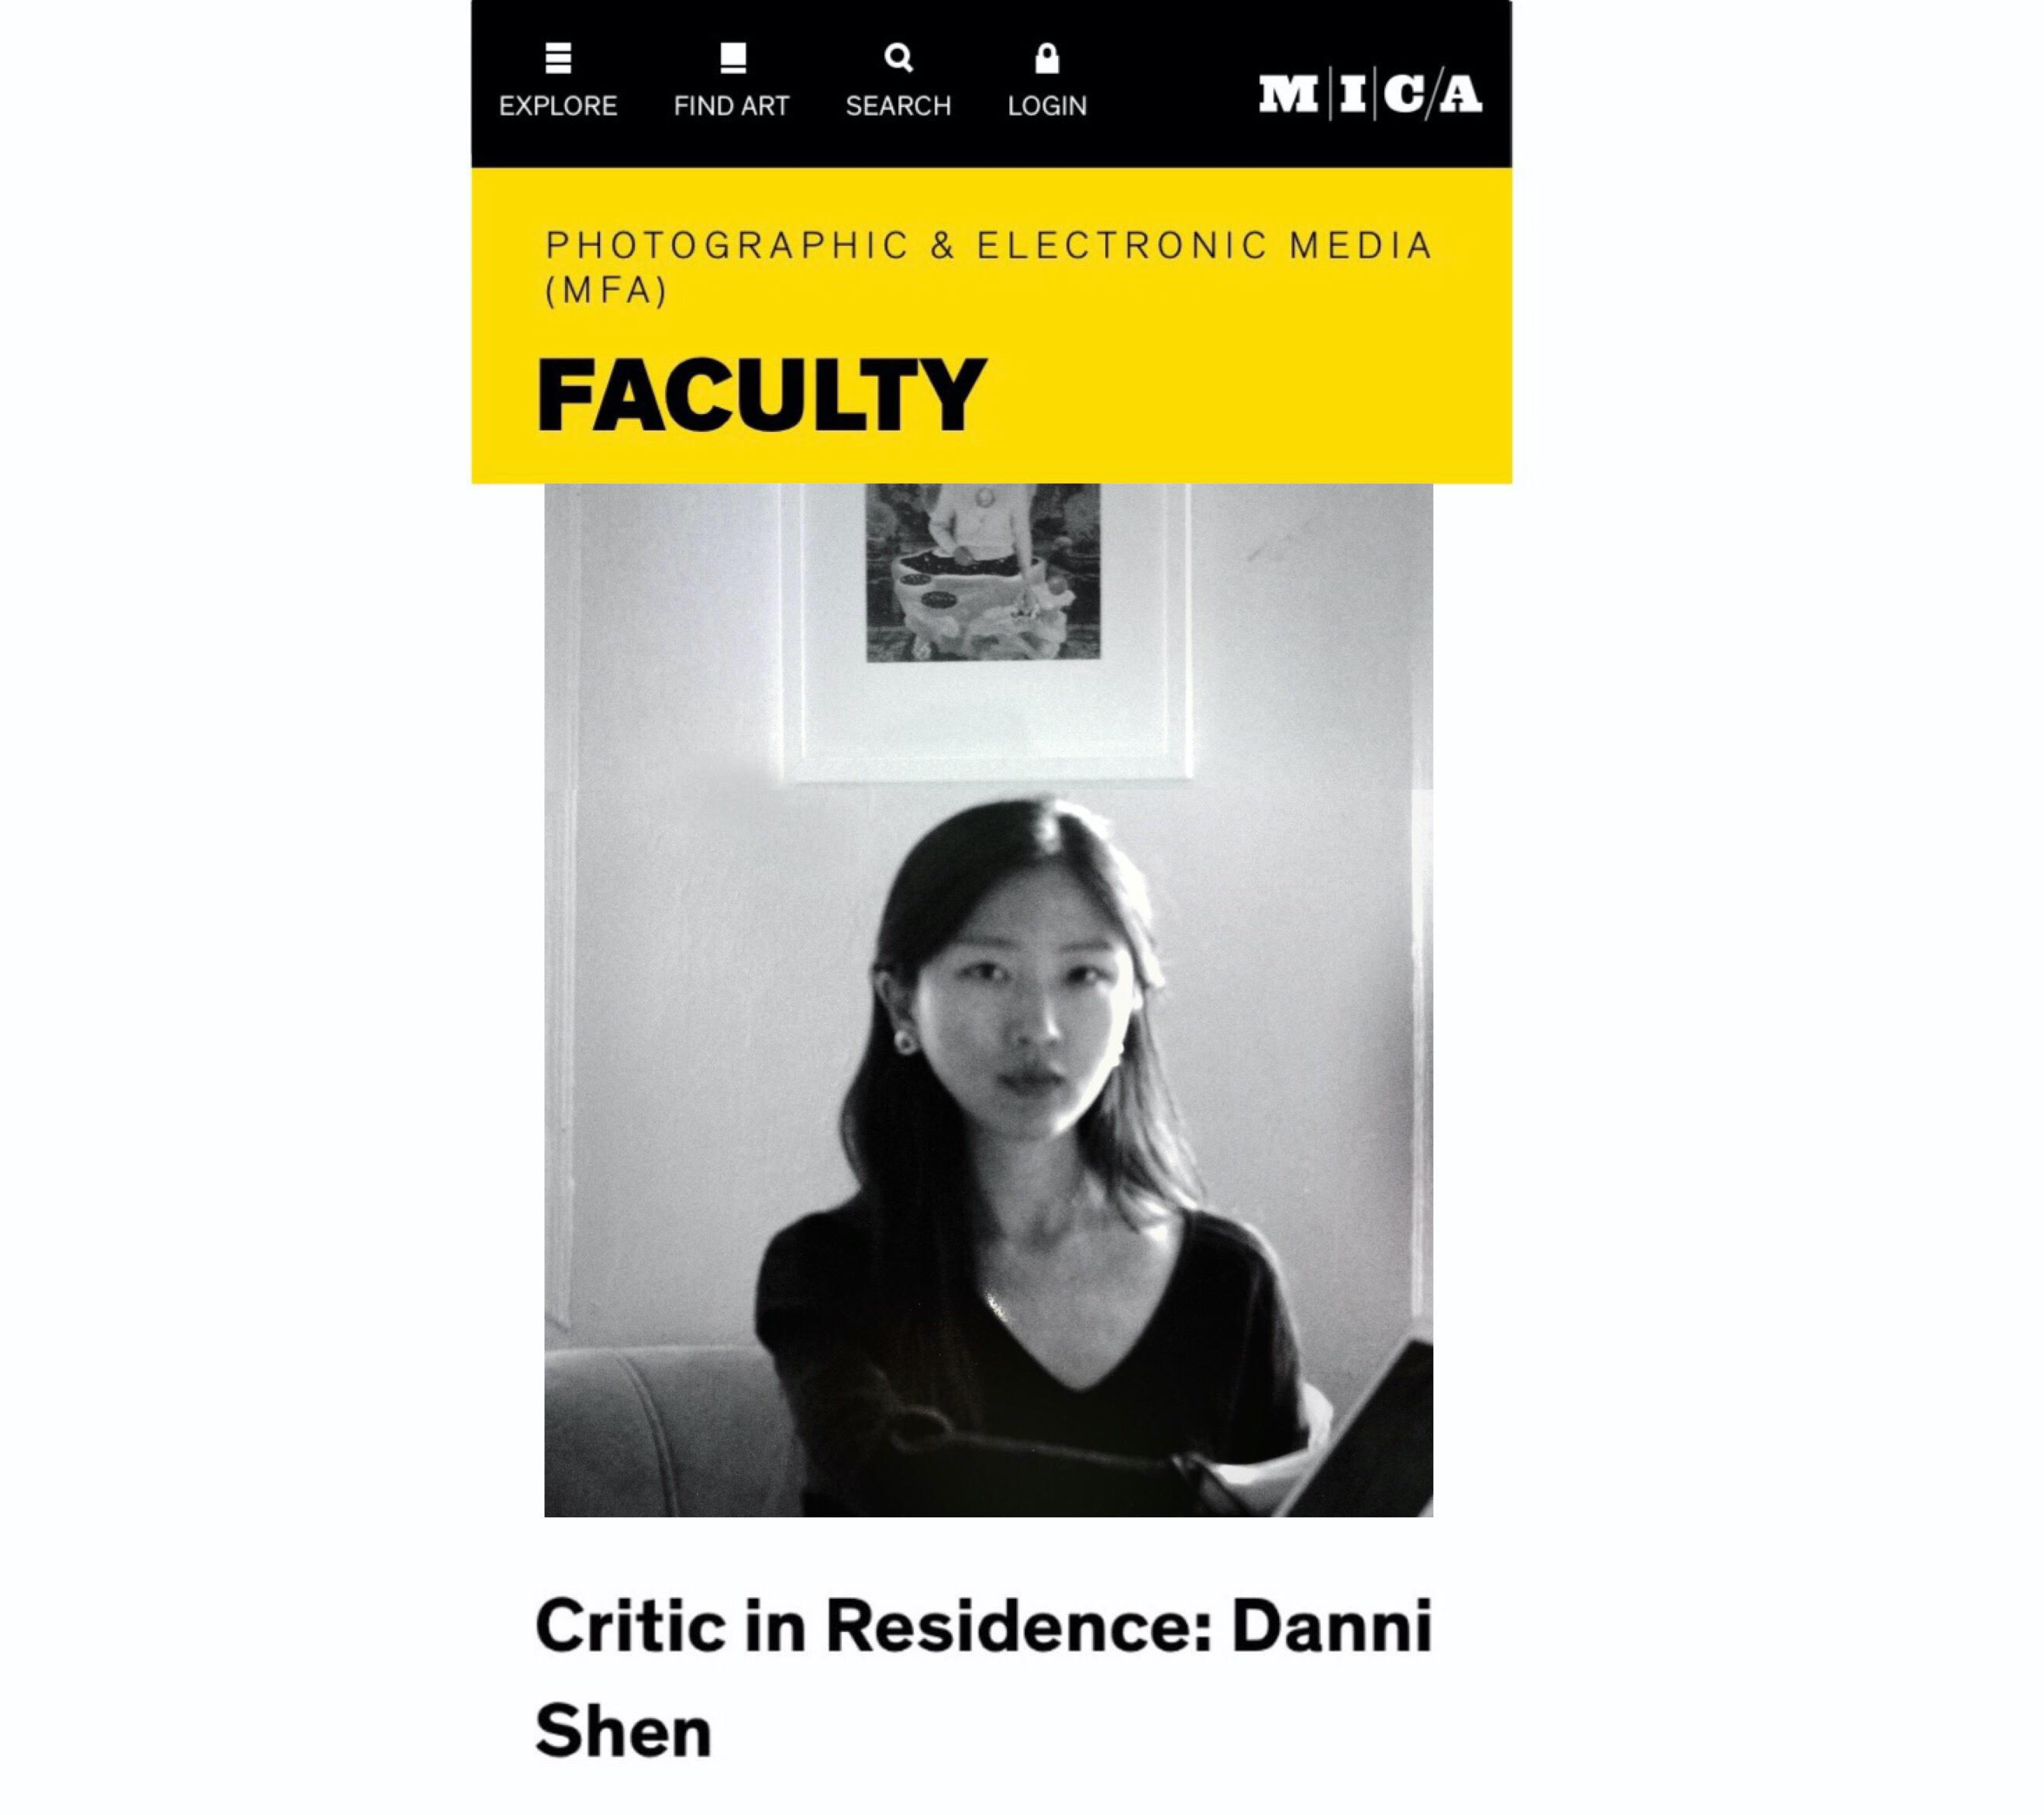 EXPLORE
FIND ART
SEARCH
LOGIN
M|I|C/A
PHOTOGRAPHIC & ELECTRONIC MEDIA
(MFA)
FACULTY
Critic in Residence: Danni
Shen